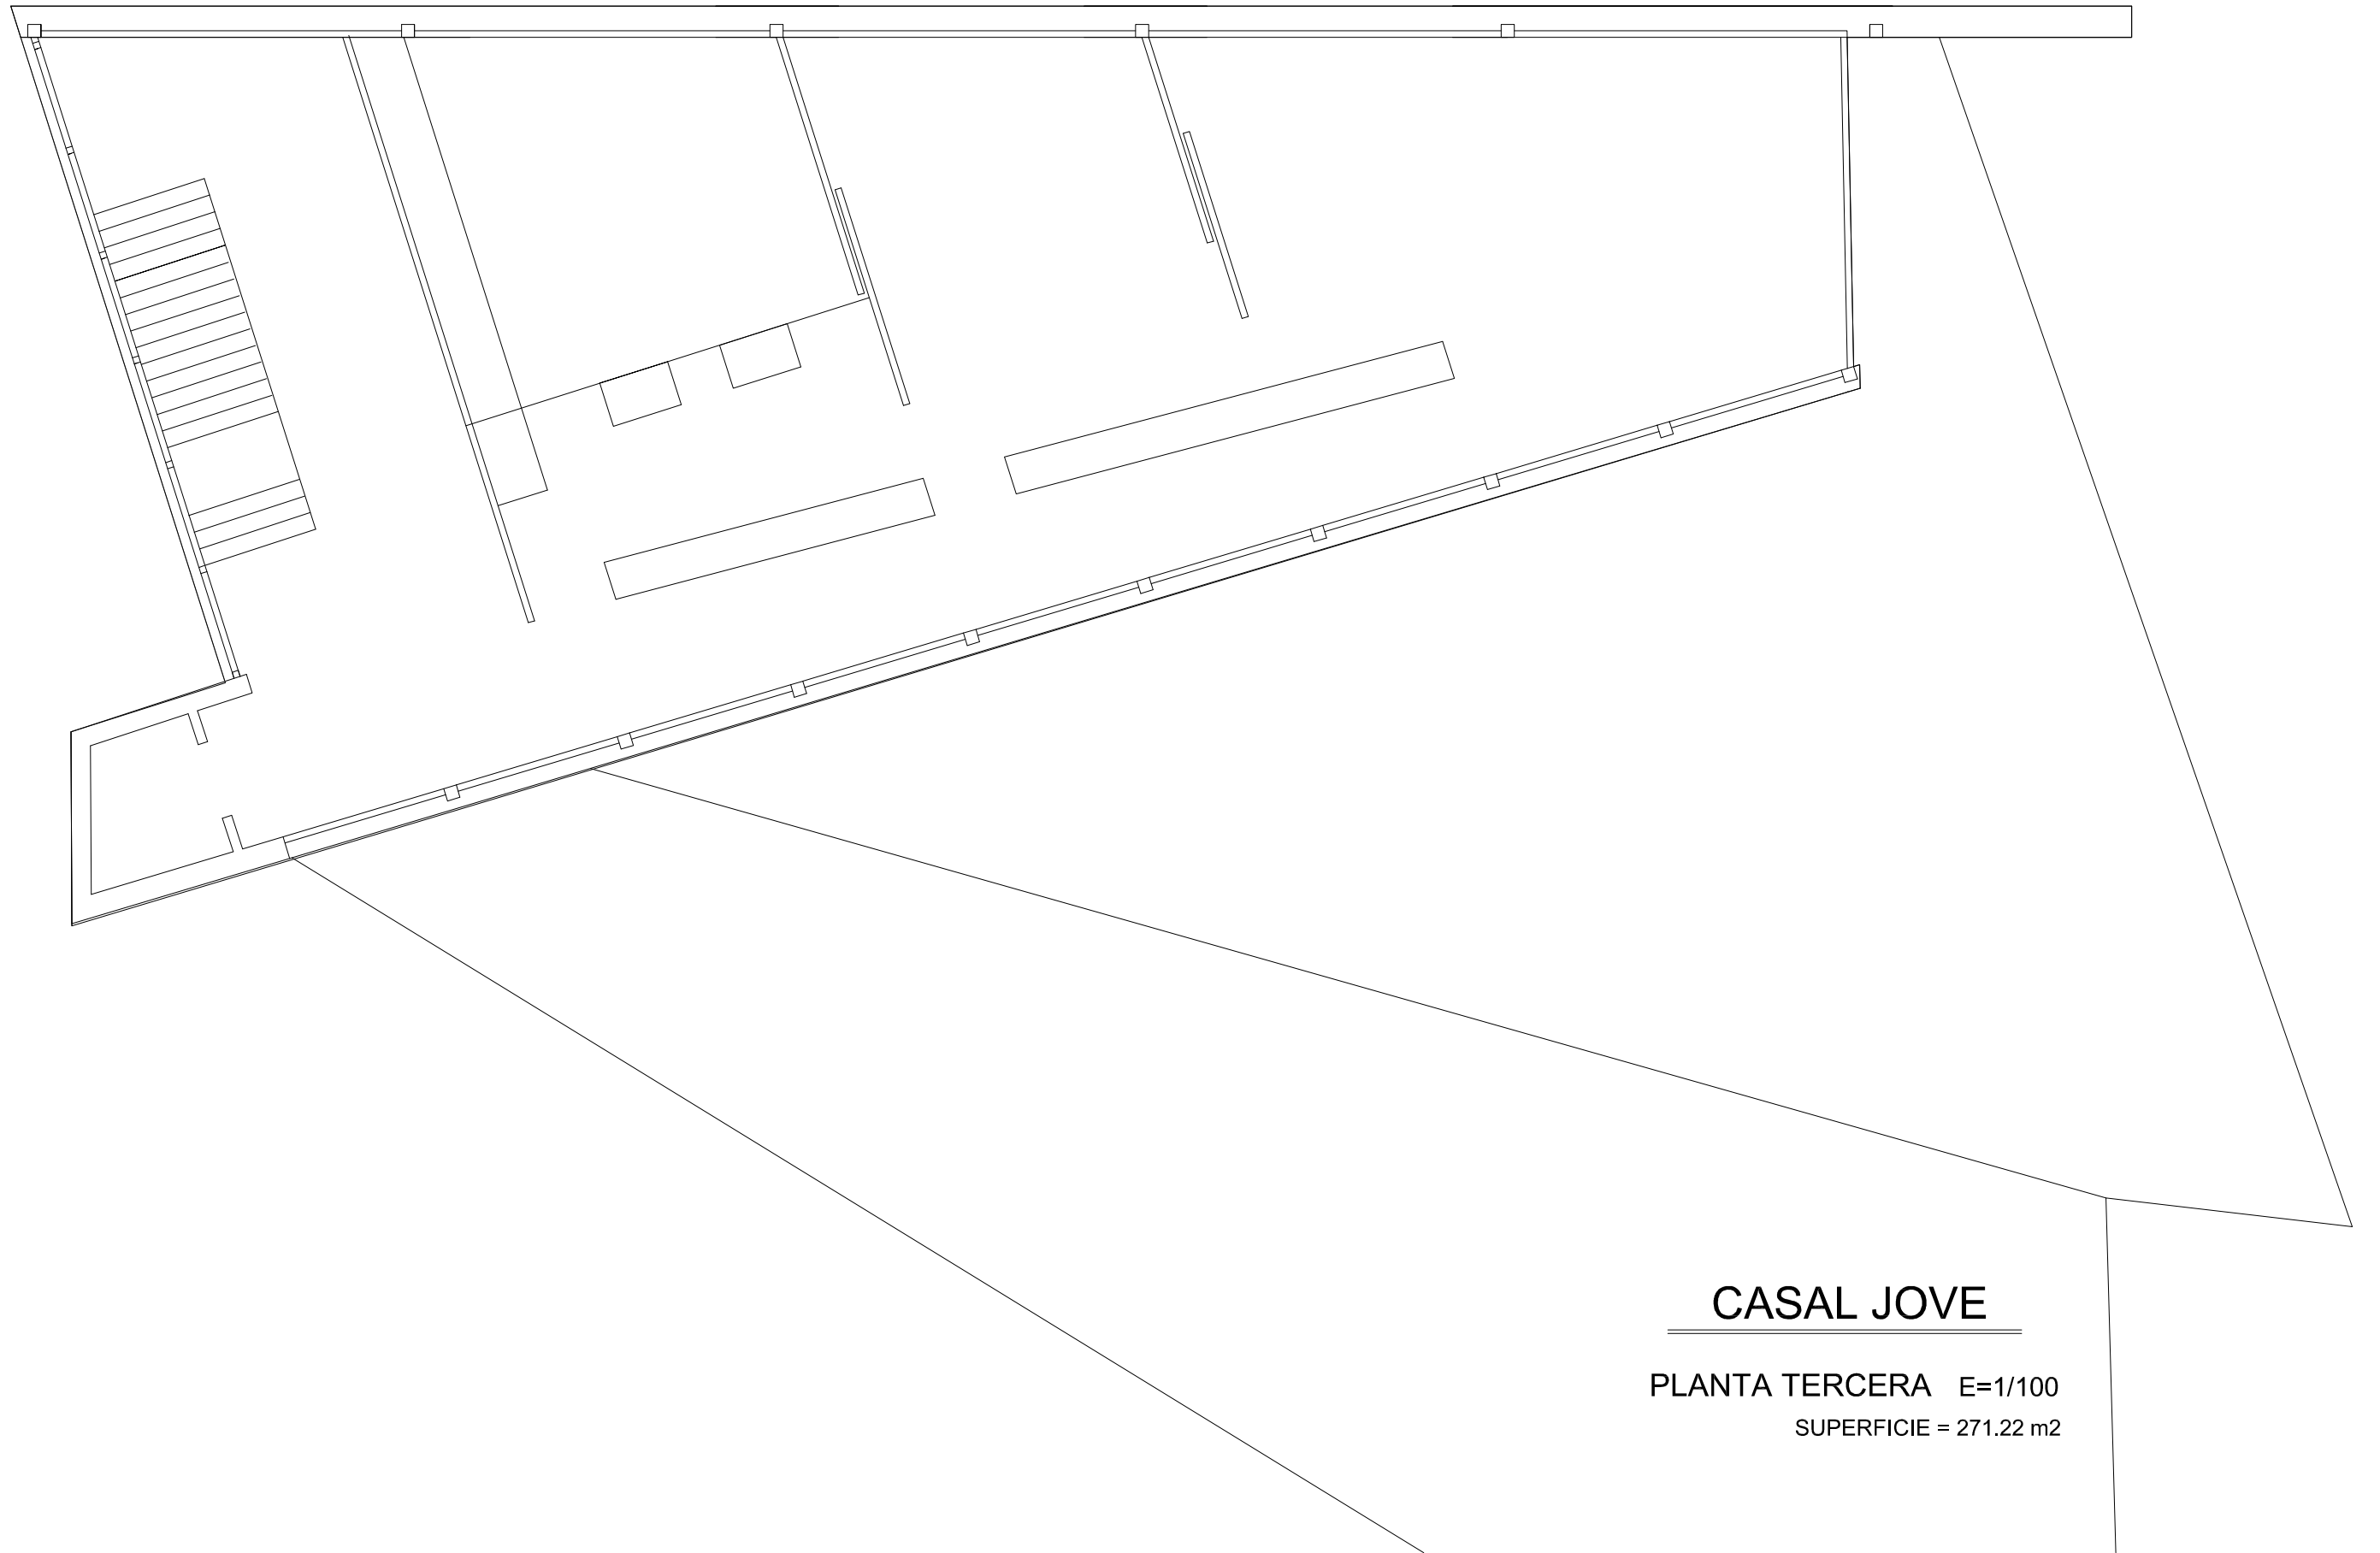 CASAL JOVE
PLANTA TERCERA E=1/100
SUPERFICIE = 271.22 m2